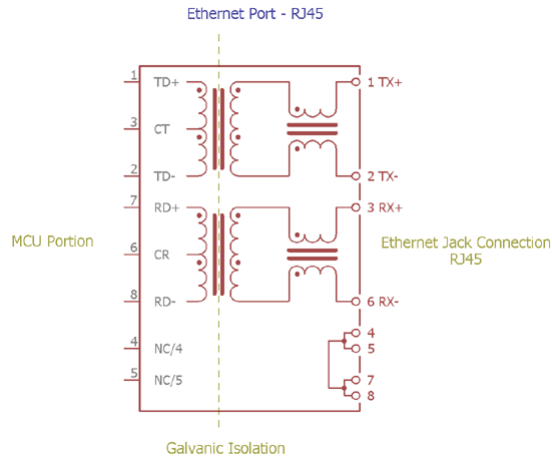 Ethernet Port - RJ45
1 TD+ 1 TX+
3 CT
2 TD- 2 TX-
7 RD+ 3 RX+
MCU Portion 6 CR Ethernet Jack Connection
RJ45
8 RD- 6 RX-
4 NC/4 4
5
5 NC/5 7
8
Galvanic Isolation